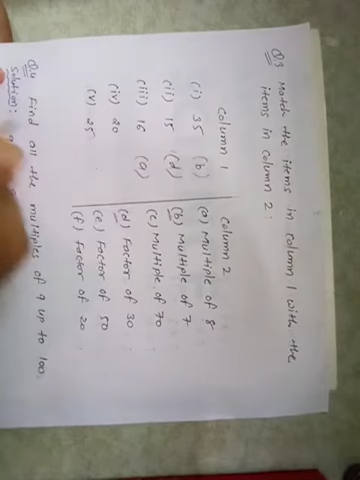 Q.3 Match the items in column 1 with the
items in column 2.
Column 1 Column 2
(i) 35 (b) (a) Multiple of 8
(ii) 15 (d) (b) Multiple of 7
(iii) 16 (a) (c) Multiple of 70
(iv) 20 (d) Factor of 30
(v) 25 (e) Factor of 50
(f) factor of 20
Q.4 Find all the multiples of 9 up to 100.
Solution: